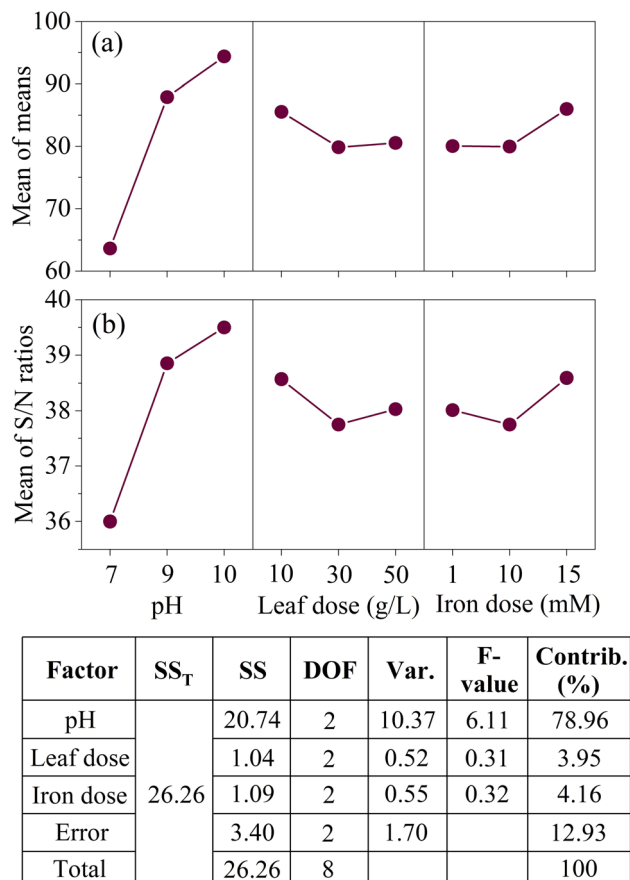 (a)
Mean of means
100
90
80
70
60
(b)
Mean of S/N ratios
40
39
38
37
36
7 9 10 10 30 50 1 10 15
pH Leaf dose (g/L) Iron dose (mM)
Factor SS_T SS DOF Var. F-value Contrib. (%)
pH 20.74 2 10.37 6.11 78.96
Leaf dose 1.04 2 0.52 0.31 3.95
Iron dose 26.26 1.09 2 0.55 0.32 4.16
Error 3.40 2 1.70 12.93
Total 26.26 8 100